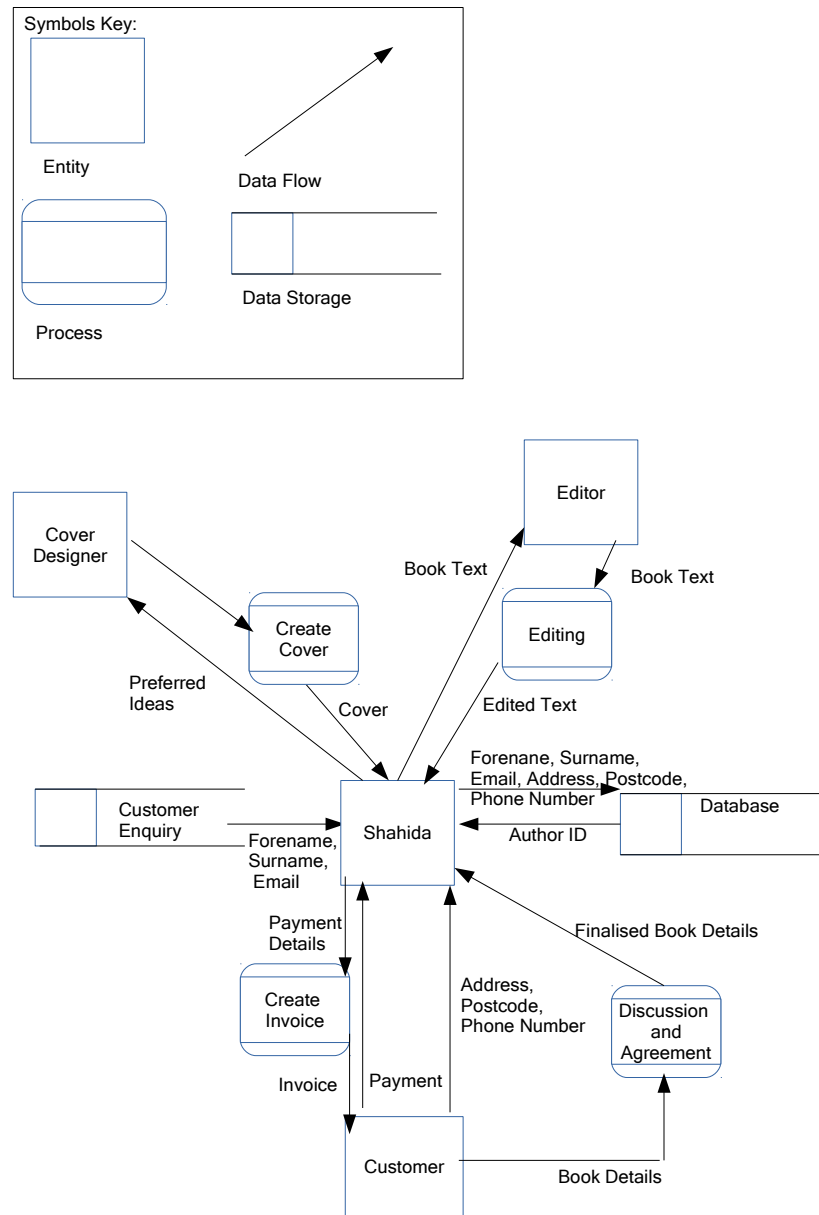 Symbols Key:
Entity
Data Flow
Process
Data Storage
Editor
Cover
Designer
Book Text
Book Text
Create
Cover
Editing
Preferred
Ideas
Cover
Edited Text
Forenane, Surname,
Email, Address, Postcode,
Phone Number
Customer
Enquiry
Shahida
Database
Author ID
Forename,
Surname,
Email
Payment
Details
Finalised Book Details
Address,
Postcode,
Phone Number
Create
Invoice
Discussion
and
Agreement
Invoice
Payment
Customer
Book Details